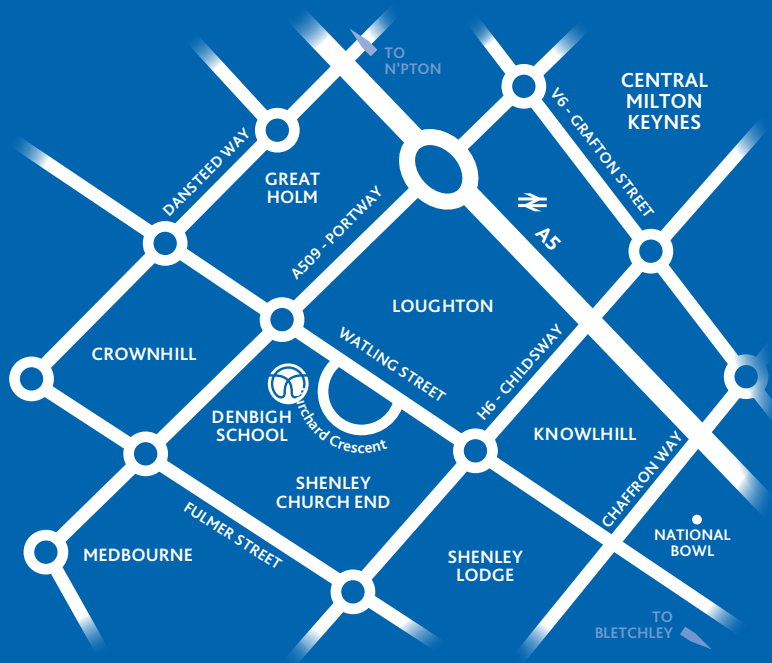 TO
N'PTON
CENTRAL
MILTON
KEYNES
V6 - GRAFTON STREET
DANSTEED WAY
GREAT
HOLM
A509 - PORTWAY
A5
LOUGHTON
WATLING STREET
H6 - CHILDSWAY
CROWNHILL
DENBIGH
SCHOOL
rchard Crescent
KNOWLHILL
CHAFFRON WAY
SHENLEY
CHURCH END
FULMER STREET
NATIONAL
BOWL
MEDBOURNE
SHENLEY
LODGE
TO
BLETCHLEY